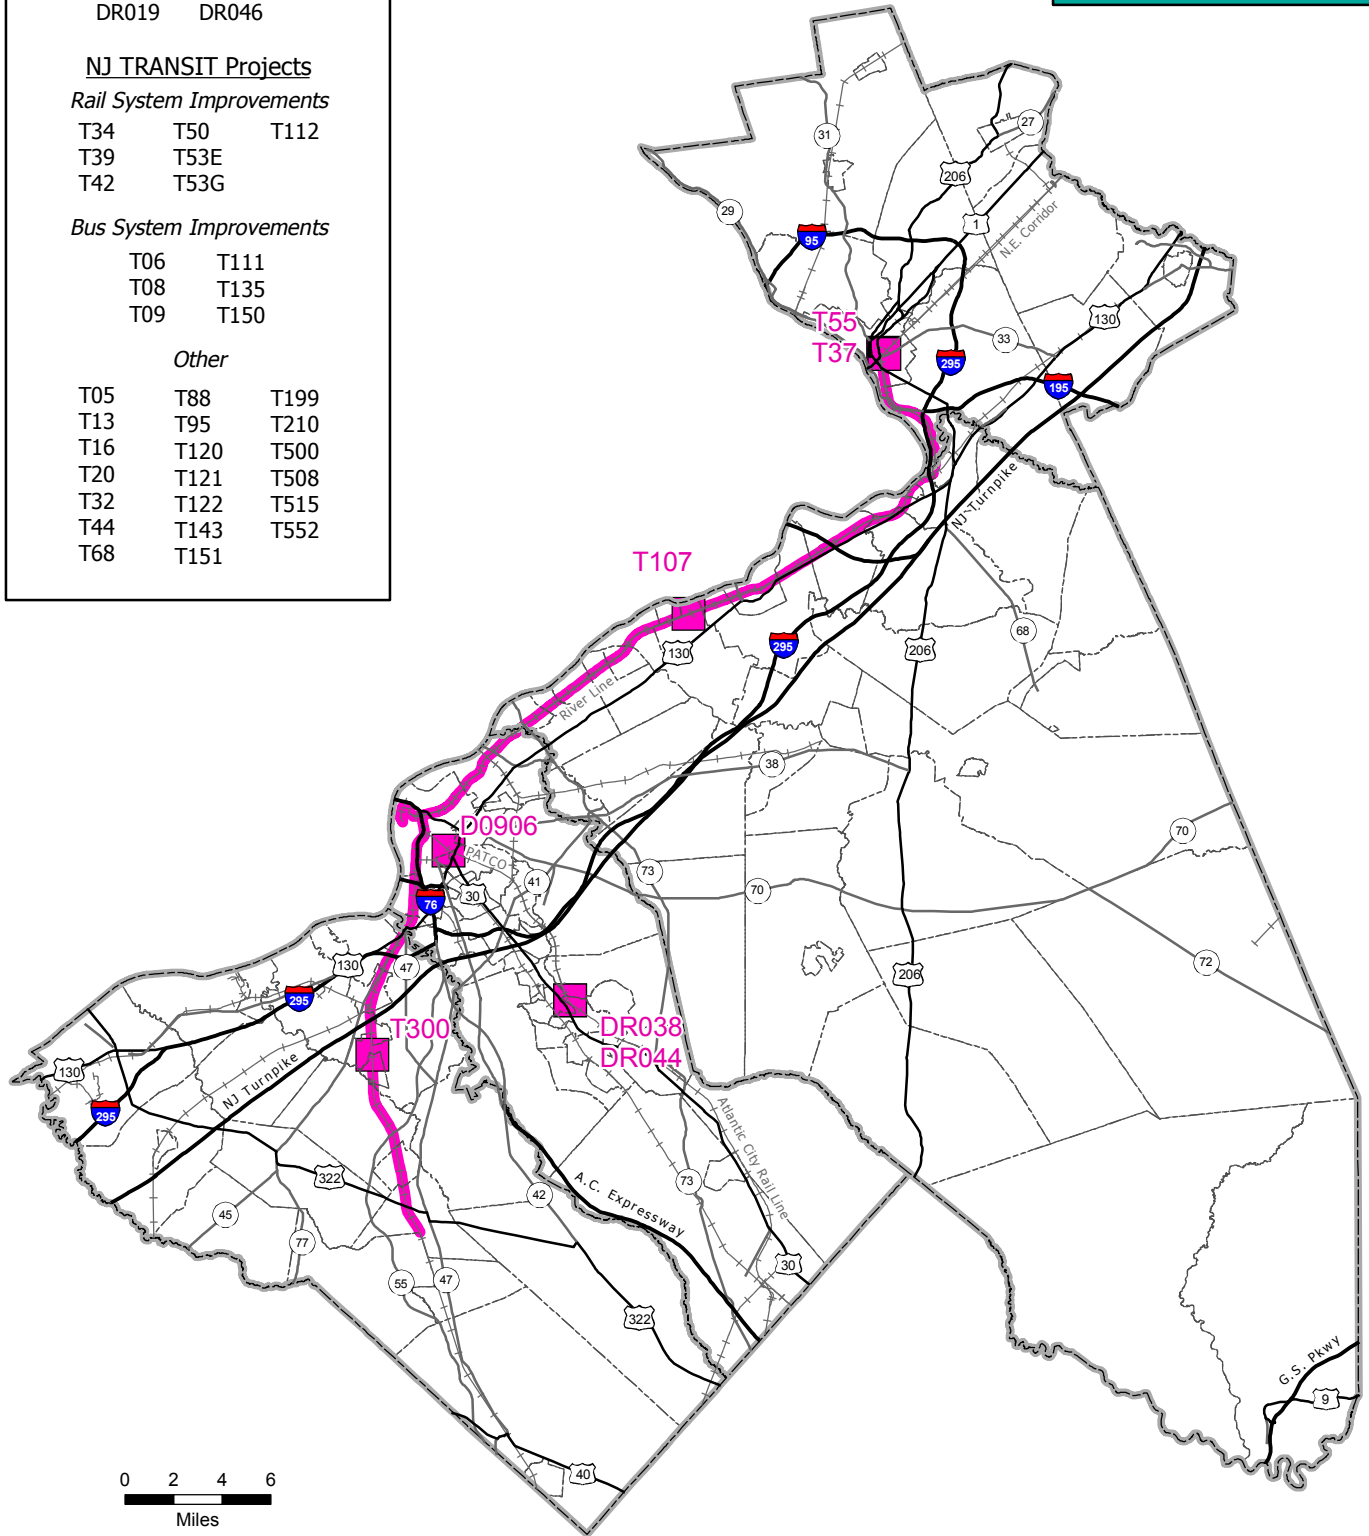 DR019 DR046
NJ TRANSIT Projects
Rail System Improvements
T34 T50 T112
T39 T53E
T42 T53G
Bus System Improvements
T06 T111
T08 T135
T09 T150
Other
T05 T88 T199
T13 T95 T210
T16 T120 T500
T20 T121 T508
T32 T122 T515
T44 T143 T552
T68 T151
31
27
206
29
1
95
N.E. Corridor
T55
130
33
T37
295
195
NJ Turnpike
T107
68
130
295
206
River Line
38
D0906
70
PATCO
73
41
70
30
76
72
130
47
206
295
DR038
T300
DR044
130
NJ Turnpike
295
Atlantic City Rail Line
322
73
42
A.C. Expressway
45
77
30
55
47
322
G.S. Pkwy
9
40
0 2 4 6
Miles